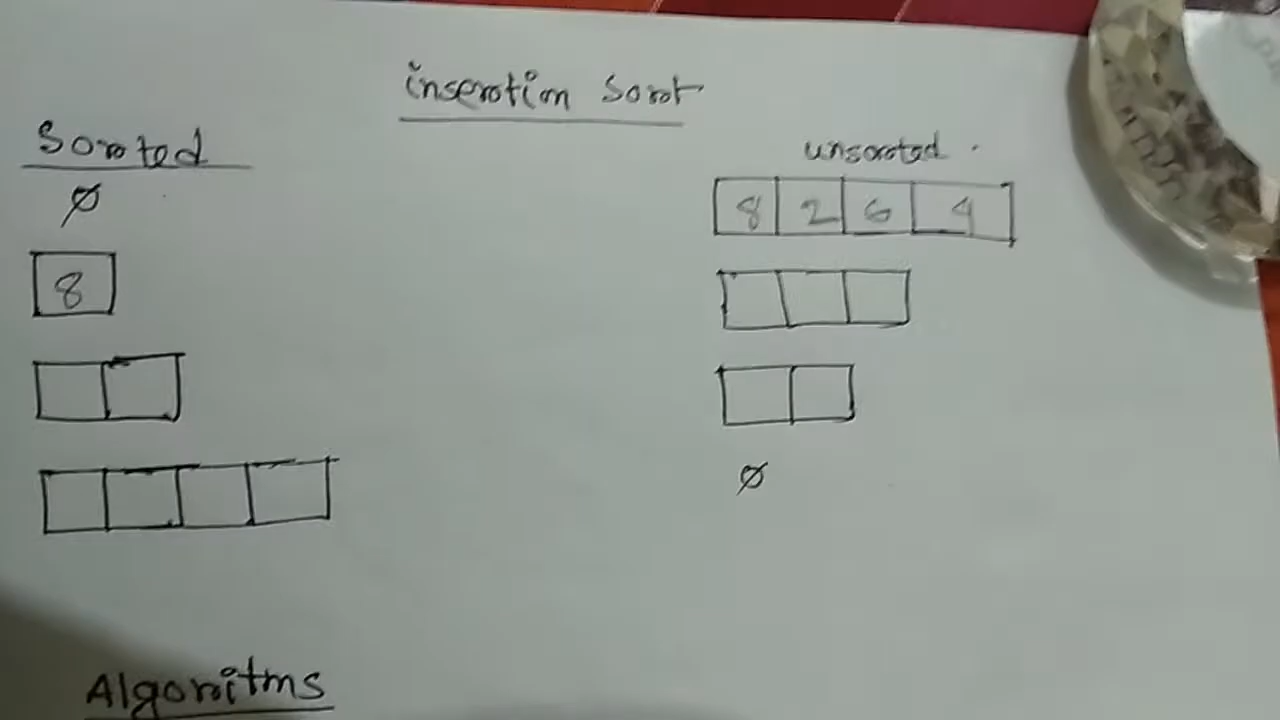 insertion Sort
Sorted
unsorted
Ø
8 2 6 4
8
Ø
Algoritms